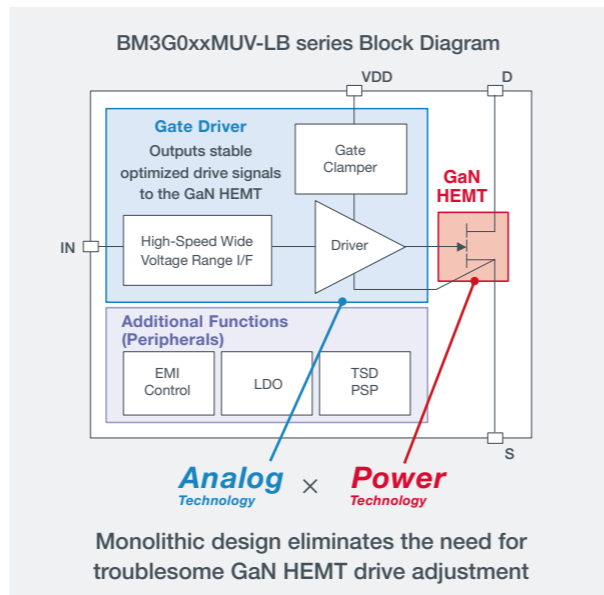 BM3G0xxMUV-LB series Block Diagram
VDD
D
Gate Driver
Outputs stable
optimized drive signals
to the GaN HEMT
Gate
Clamper
GaN
HEMT
IN
High-Speed Wide
Voltage Range I/F
Driver
Additional Functions
(Peripherals)
EMI
Control
LDO
TSD
PSP
S
Analog
Technology
×
Power
Technology
Monolithic design eliminates the need for
troublesome GaN HEMT drive adjustment